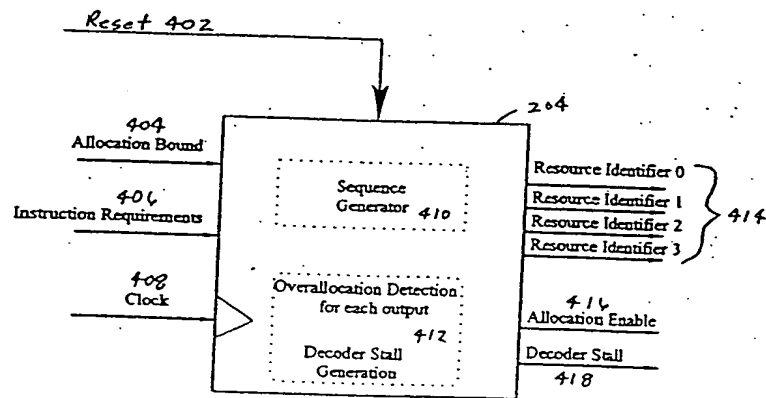 Reset 402
204
404
Allocation Bound
406
Instruction Requirements
408
Clock
Sequence
Generator 410
Overallocation Detection
for each output
412
Decoder Stall
Generation
Resource Identifier 0
Resource Identifier 1
Resource Identifier 2
Resource Identifier 3
414
416
Allocation Enable
Decoder Stall
418